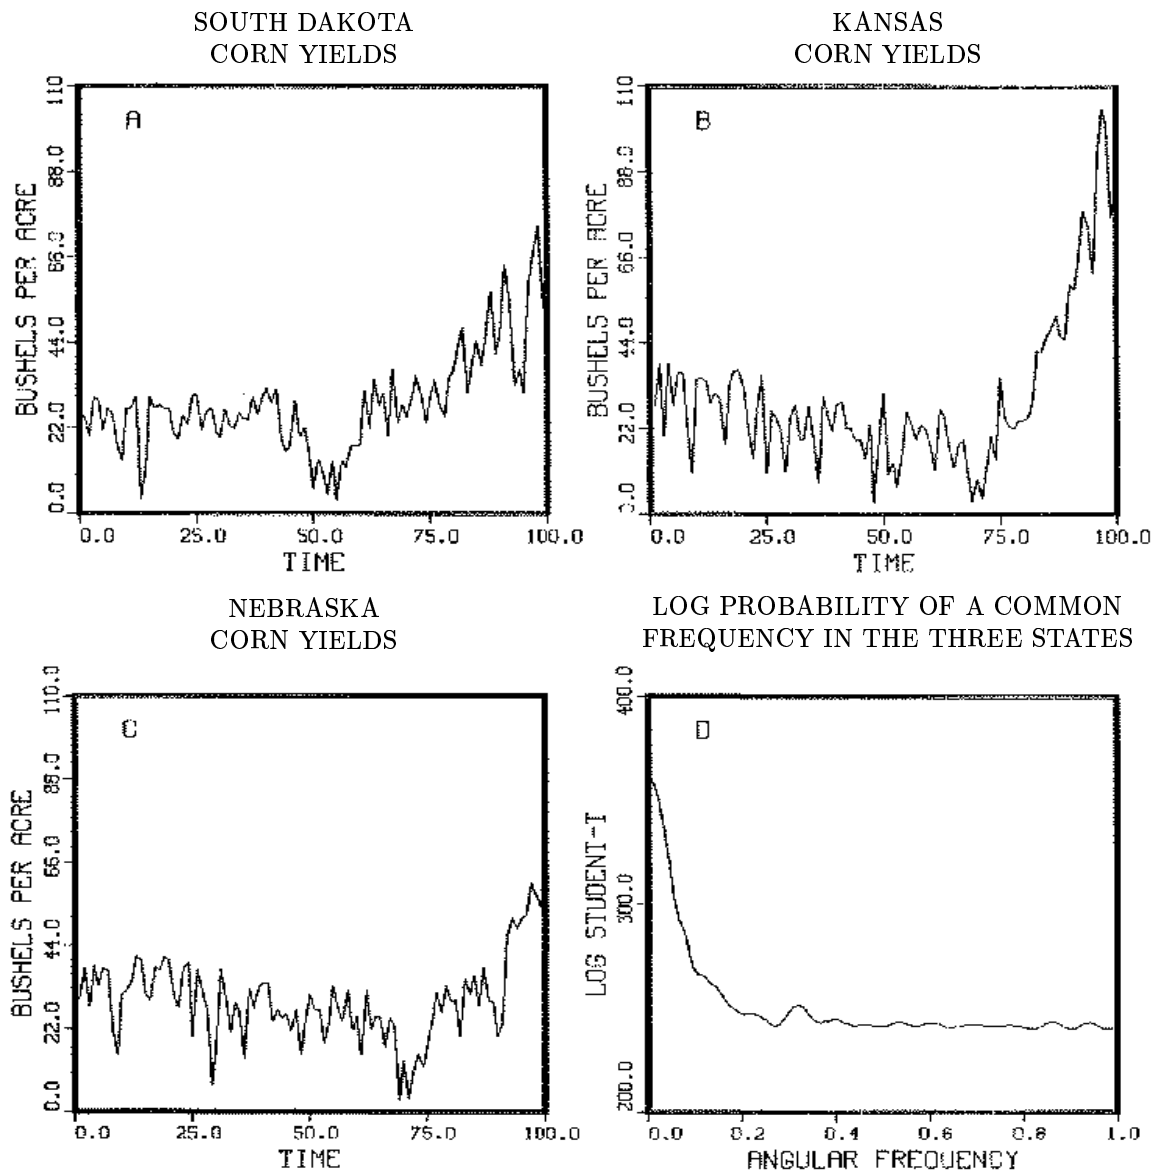 SOUTH DAKOTA
CORN YIELDS
A
BUSHELS PER ACRE
110
88.0
66.0
44.0
22.0
0.0
0.0 25.0 50.0 75.0 100.0
TIME
KANSAS
CORN YIELDS
B
BUSHELS PER ACRE
110
88.0
66.0
44.0
22.0
0.0
0.0 25.0 50.0 75.0 100.0
TIME
NEBRASKA
CORN YIELDS
C
BUSHELS PER ACRE
110.0
88.0
66.0
44.0
22.0
0.0
0.0 25.0 50.0 75.0 100.0
TIME
LOG PROBABILITY OF A COMMON
FREQUENCY IN THE THREE STATES
D
LOG STUDENT-T
400.0
300.0
200.0
0.0 0.2 0.4 0.6 0.8 1.0
ANGULAR FREQUENCY